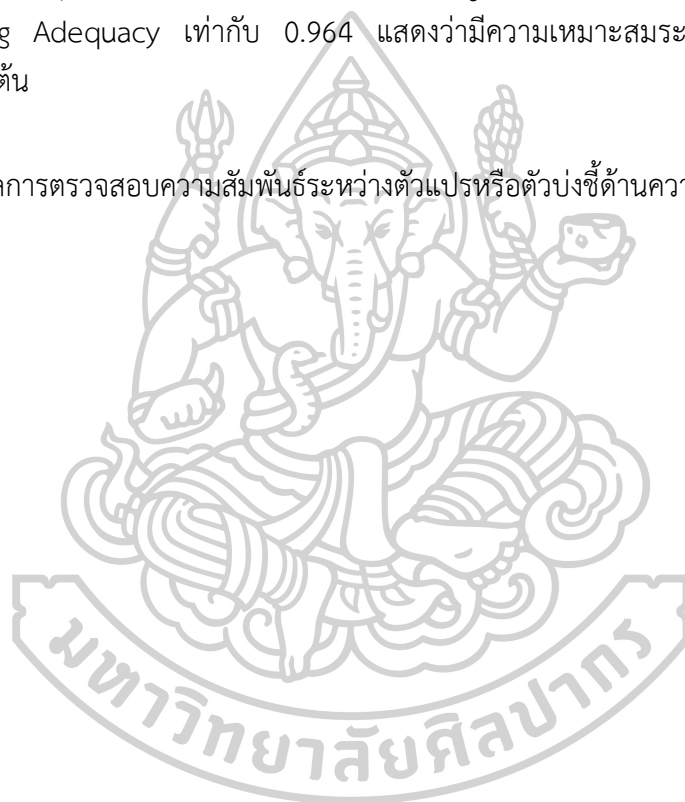 g Adequacy เท่ากับ 0.964 แสดงว่ามีความเหมาะสมระ
ต้น
การตรวจสอบความสัมพันธ์ระหว่างตัวแปรหรือตัวบ่งชี้ด้านควา
มหาวิทยาลัยศิลปากร